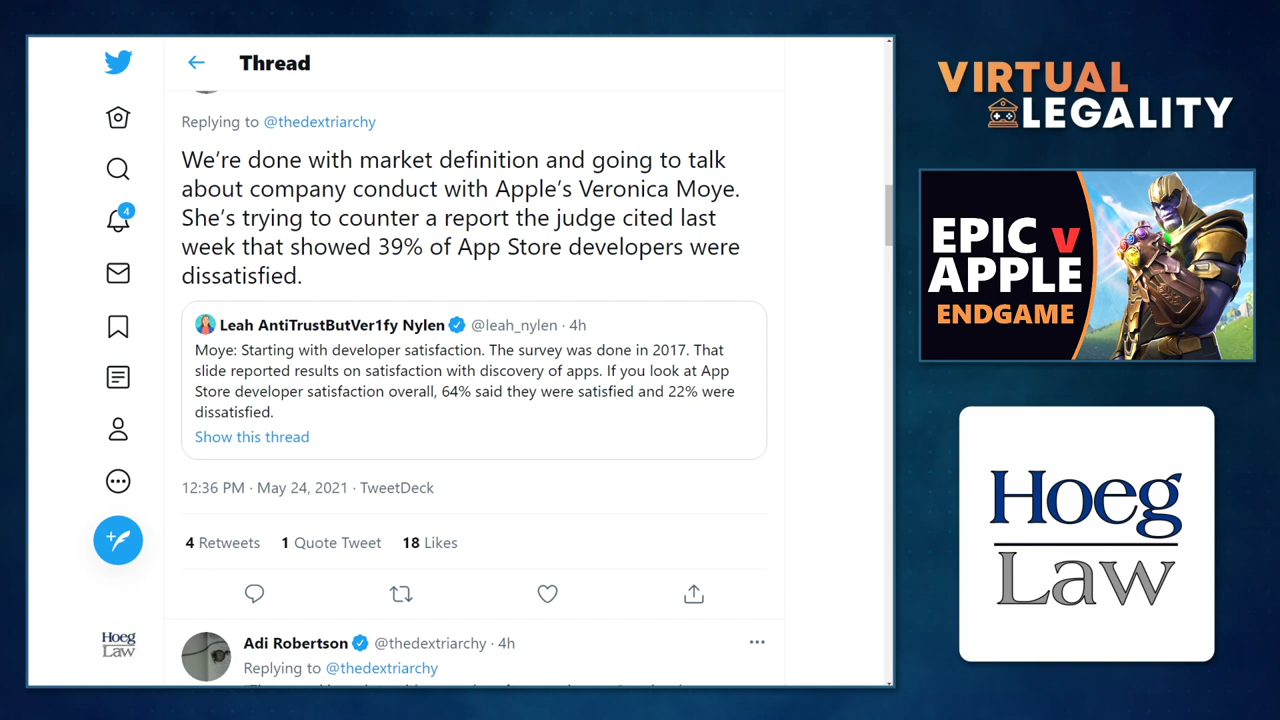 Thread
Replying to @thedextriarchy
We're done with market definition and going to talk
about company conduct with Apple's Veronica Moye.
She's trying to counter a report the judge cited last
week that showed 39% of App Store developers were
dissatisfied.
Leah AntiTrustButVer1fy Nylen @leah_nylen · 4h
Moye: Starting with developer satisfaction. The survey was done in 2017. That
slide reported results on satisfaction with discovery of apps. If you look at App
Store developer satisfaction overall, 64% said they were satisfied and 22% were
dissatisfied.
Show this thread
12:36 PM · May 24, 2021 · TweetDeck
4 Retweets 1 Quote Tweet 18 Likes
Adi Robertson @thedextriarchy · 4h
Replying to @thedextriarchy
4
Hoeg
Law
VIRTUAL
LEGALITY
EPIC v
APPLE
ENDGAME
Hoeg
Law